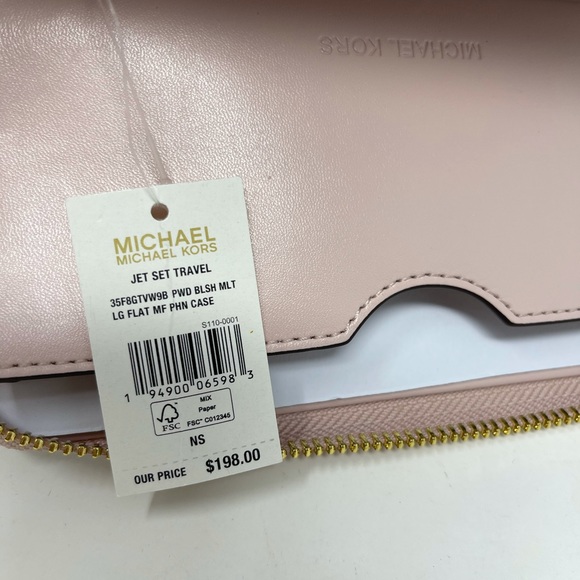 MICHAEL KORS
MICHAEL
MICHAEL KORS
JET SET TRAVEL
35F8GTVW9B PWD BLSH MLT
LG FLAT MF PHN CASE
S110-0001
1 94900 06598 3
FSC
MIX
Paper
FSC™ C012345
NS
OUR PRICE $198.00